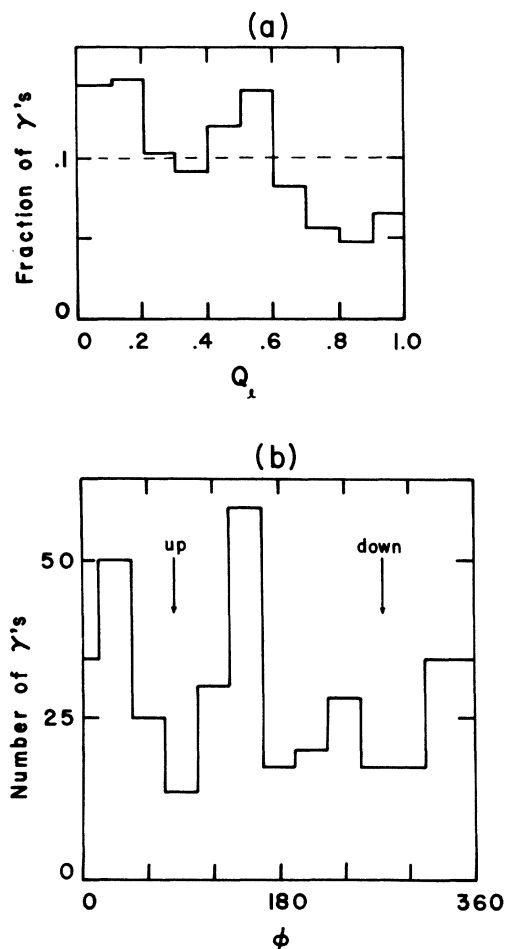 (a)
Fraction of γ's
.1
0
0 .2 .4 .6 .8 1.0
Qℓ
(b)
up down
Number of γ's
50
25
0
0 180 360
ϕ